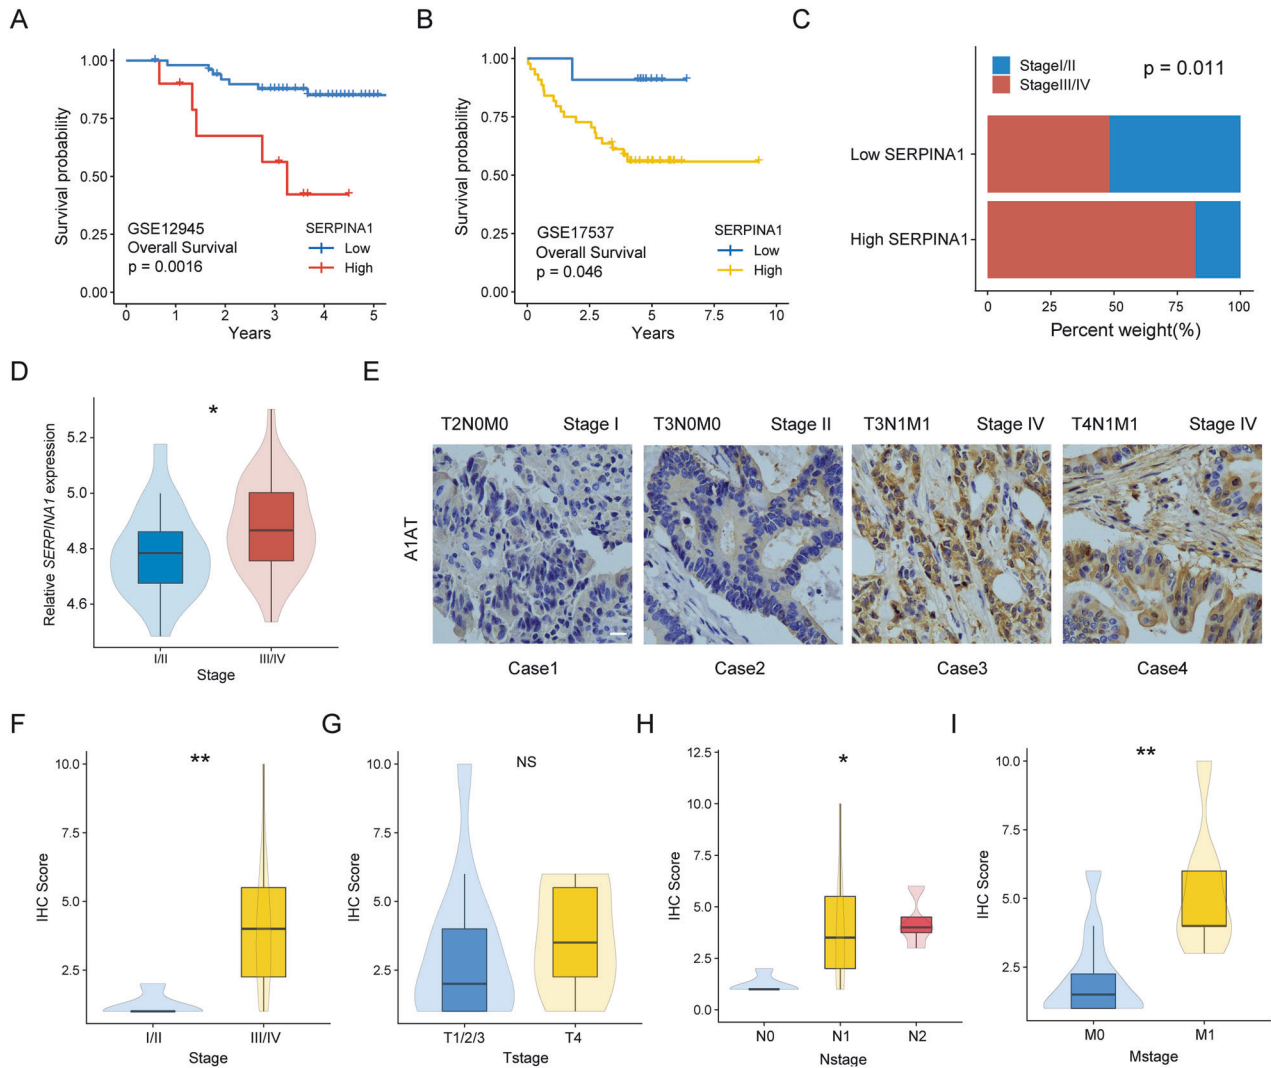 A
1.00
0.75
0.50
0.25
0.00
Survival probability
GSE12945
Overall Survival
p = 0.0016
SERPINA1
Low
High
0 1 2 3 4 5
Years
B
1.00
0.75
0.50
0.25
0.00
Survival probability
GSE17537
Overall Survival
p = 0.046
SERPINA1
Low
High
0 2.5 5 7.5 10
Years
C
StageI/II
StageIII/IV
p = 0.011
Low SERPINA1
High SERPINA1
0 25 50 75 100
Percent weight(%)
D
*
5.2
5.0
4.8
4.6
Relative SERPINA1 expression
I/II III/IV
Stage
E
T2N0M0 Stage I
T3N0M0 Stage II
T3N1M1 Stage IV
T4N1M1 Stage IV
A1AT
Case1
Case2
Case3
Case4
F
**
10.0
7.5
5.0
2.5
IHC Score
I/II III/IV
Stage
G
NS
10.0
7.5
5.0
2.5
IHC Score
T1/2/3 T4
Tstage
H
*
12.5
10.0
7.5
5.0
2.5
0.0
IHC Score
N0 N1 N2
Nstage
I
**
10.0
7.5
5.0
2.5
IHC Score
M0 M1
Mstage